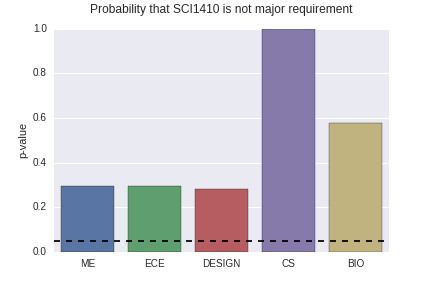 Probability that SCI1410 is not major requirement
1.0
0.8
0.6
0.4
0.2
0.0
p-value
ME ECE DESIGN CS BIO